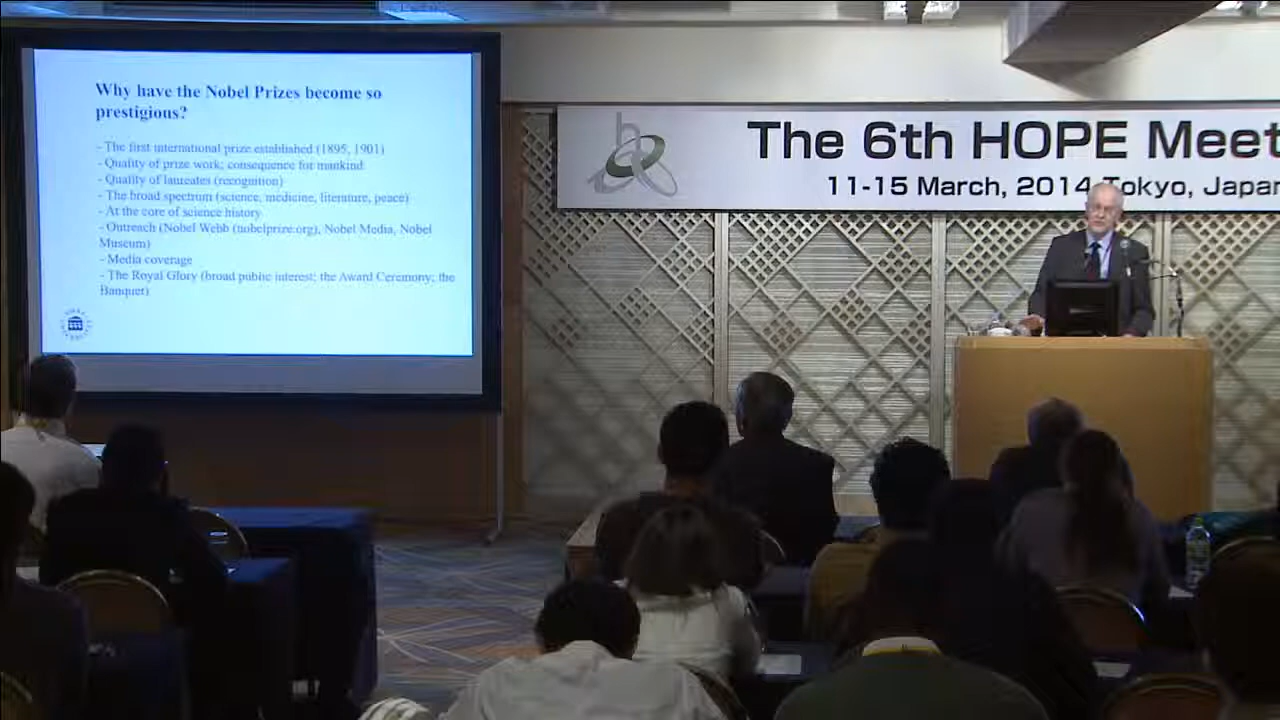 Why have the Nobel Prizes become so
prestigious?
- The first international prize established (1895, 1901)
- Quality of prize work; consequence for mankind
- Quality of laureates (recognition)
- The broad spectrum (science, medicine, literature, peace)
- At the core of science history
- Outreach (Nobel Webb (nobelprize.org), Nobel Media, Nobel
Museum)
- Media coverage
- The Royal Glory (broad public interest; the Award Ceremony; the
Banquet)
The 6th HOPE Meet
11-15 March, 2014 Tokyo, Japan